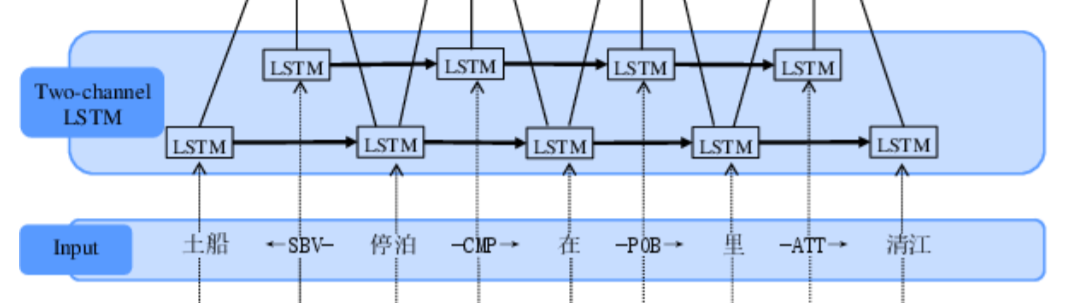 LSTM LSTM LSTM LSTM
Two-channel
LSTM
LSTM LSTM LSTM LSTM LSTM
Input 土船 ←SBV— 停泊 —CMP→ 在 —POB→ 里 —ATT→ 清江